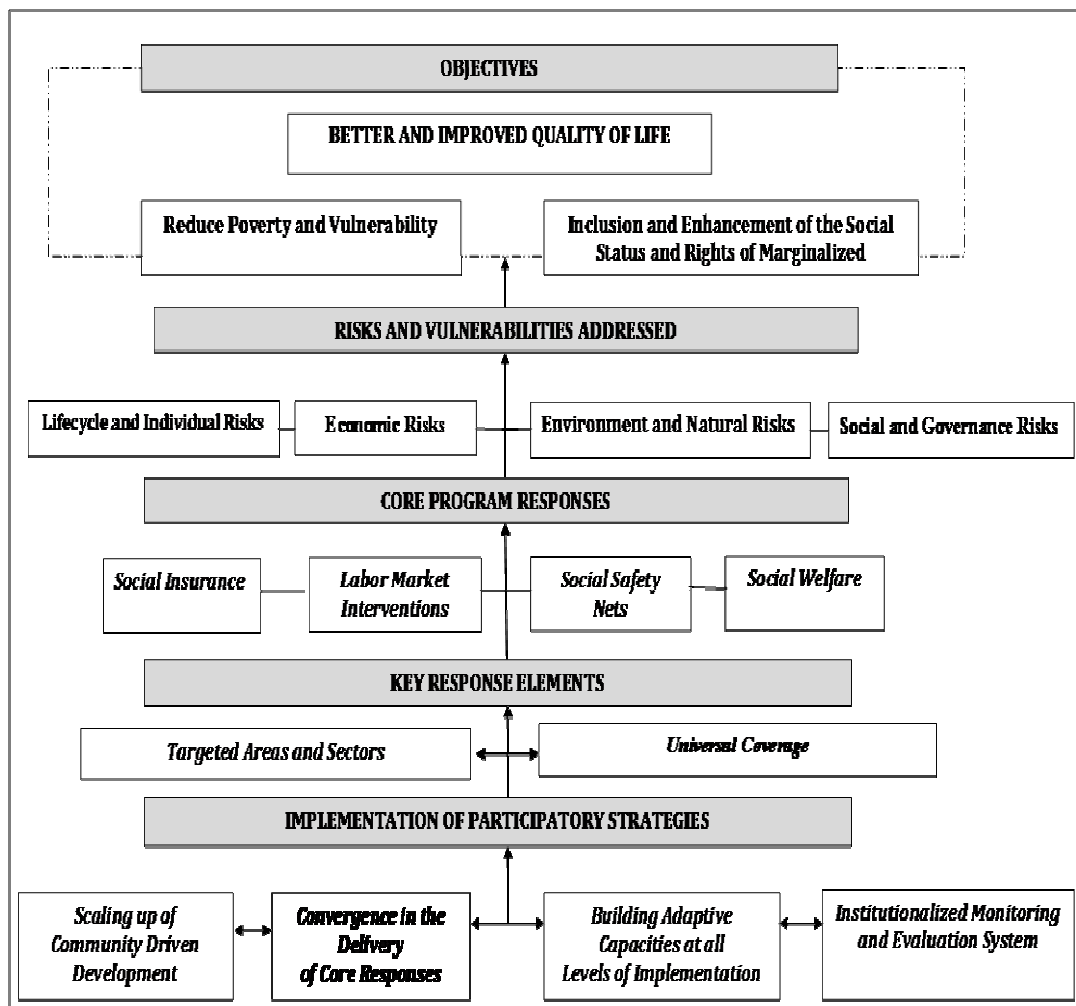 OBJECTIVES
BETTER AND IMPROVED QUALITY OF LIFE
Reduce Poverty and Vulnerability
Inclusion and Enhancement of the Social
Status and Rights of Marginalized
RISKS AND VULNERABILITIES ADDRESSED
Lifecycle and Individual Risks
Economic Risks
Environment and Natural Risks
Social and Governance Risks
CORE PROGRAM RESPONSES
Social Insurance
Labor Market
Interventions
Social Safety
Nets
Social Welfare
KEY RESPONSE ELEMENTS
Targeted Areas and Sectors
Universal Coverage
IMPLEMENTATION OF PARTICIPATORY STRATEGIES
Scaling up of
Community Driven
Development
Convergence in the
Delivery
of Core Responses
Building Adaptive
Capacities at all
Levels of Implementation
Institutionalized Monitoring
and Evaluation System